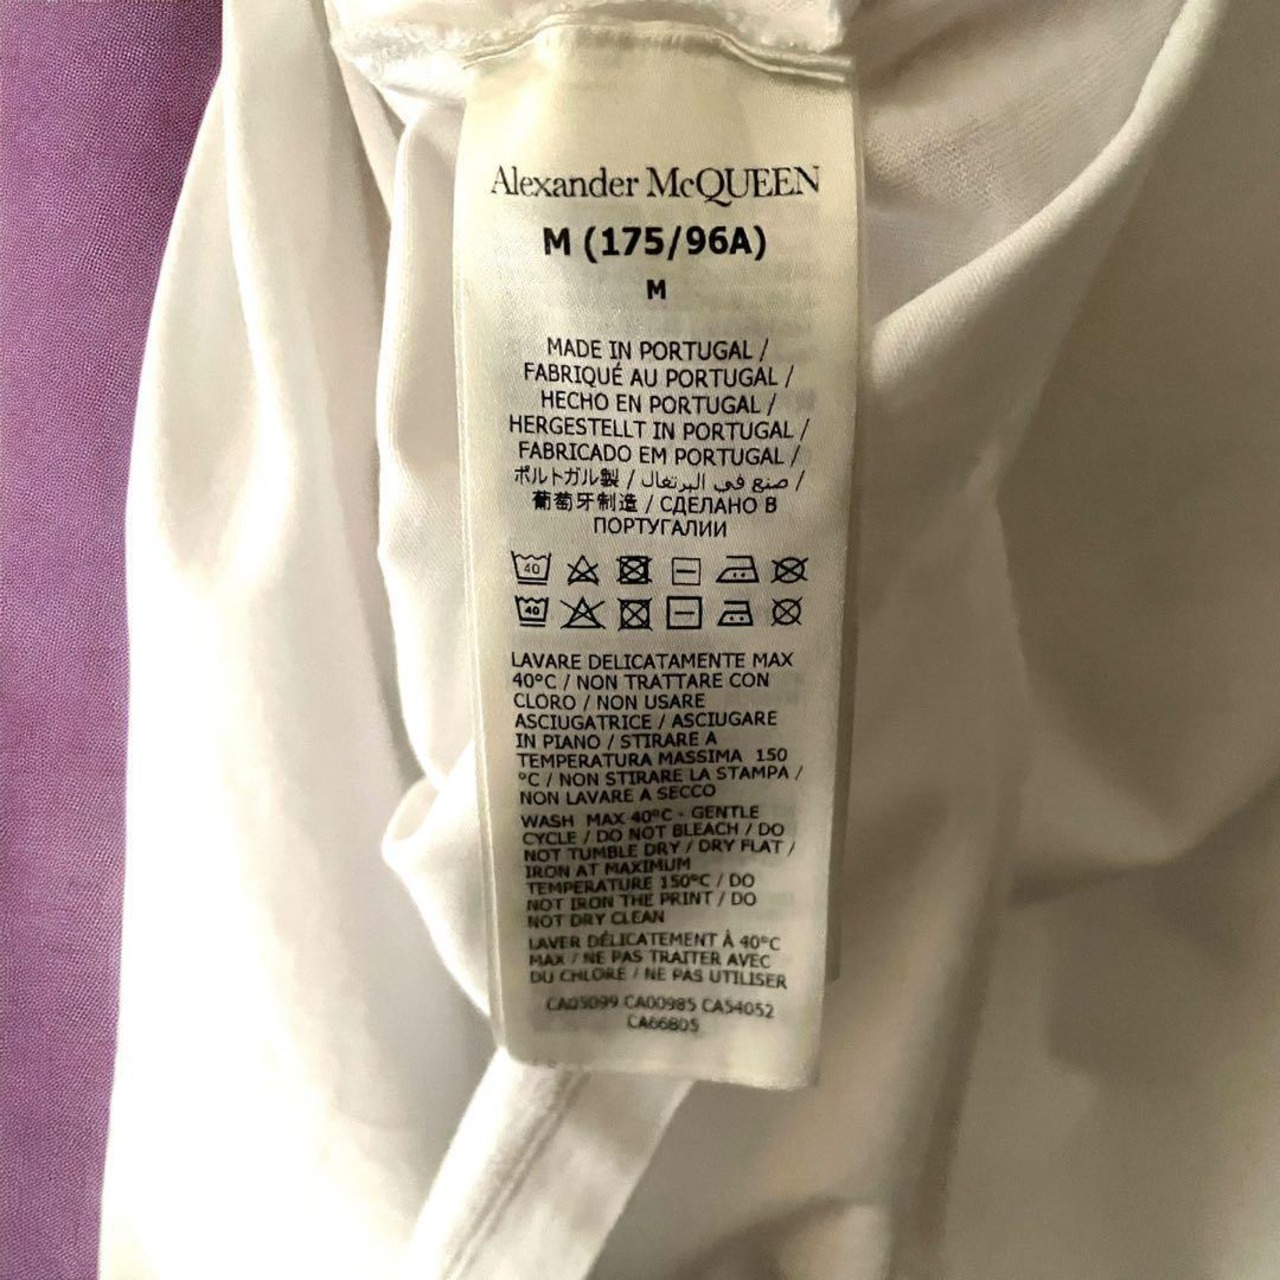 Alexander McQUEEN
M (175/96A)
M
MADE IN PORTUGAL /
FABRIQUÉ AU PORTUGAL /
HECHO EN PORTUGAL /
HERGESTELLT IN PORTUGAL /
FABRICADO EM PORTUGAL /
ポルトガル製 / صنع في البرتغال /
葡萄牙制造 / СДЕЛАНО В
ПОРТУГАЛИИ
40
40
LAVARE DELICATAMENTE MAX
40°C / NON TRATTARE CON
CLORO / NON USARE
ASCIUGATRICE / ASCIUGARE
IN PIANO / STIRARE A
TEMPERATURA MASSIMA 150
°C / NON STIRARE LA STAMPA /
NON LAVARE A SECCO
WASH MAX 40°C - GENTLE
CYCLE / DO NOT BLEACH / DO
NOT TUMBLE DRY / DRY FLAT /
IRON AT MAXIMUM
TEMPERATURE 150°C / DO
NOT IRON THE PRINT / DO
NOT DRY CLEAN
LAVER DÉLICATEMENT À 40°C
MAX / NE PAS TRAITER AVEC
DU CHLORE / NE PAS UTILISER
CA05099 CA00985 CA54052
CA66805